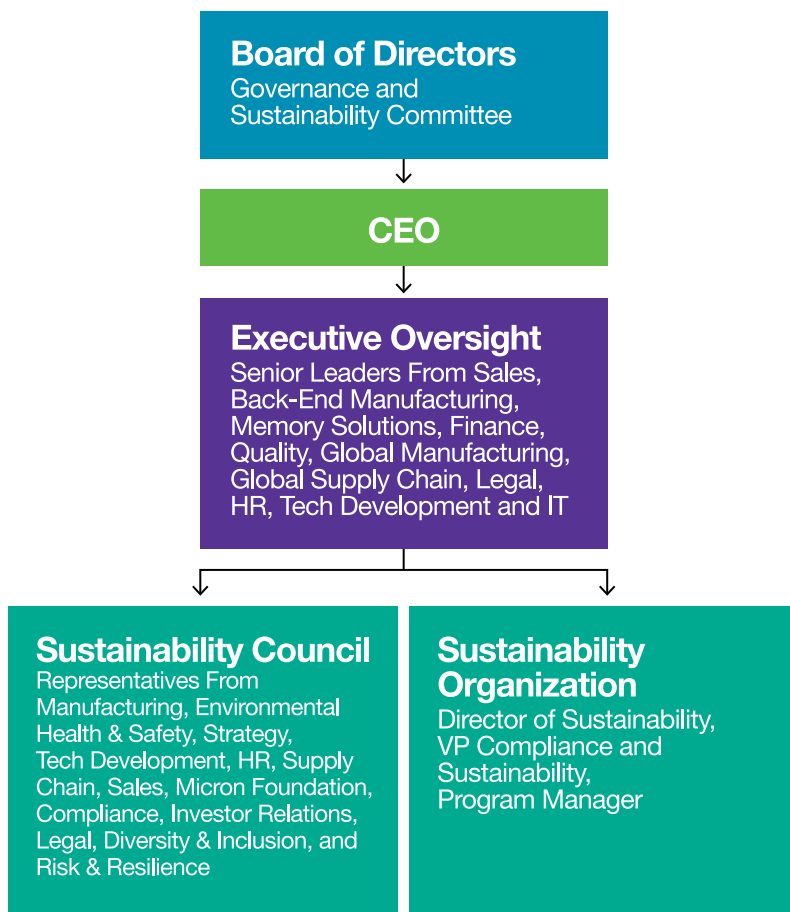 Board of Directors
Governance and
Sustainability Committee
CEO
Executive Oversight
Senior Leaders From Sales,
Back-End Manufacturing,
Memory Solutions, Finance,
Quality, Global Manufacturing,
Global Supply Chain, Legal,
HR, Tech Development and IT
Sustainability Council
Representatives From
Manufacturing, Environmental
Health & Safety, Strategy,
Tech Development, HR, Supply
Chain, Sales, Micron Foundation,
Compliance, Investor Relations,
Legal, Diversity & Inclusion, and
Risk & Resilience
Sustainability
Organization
Director of Sustainability,
VP Compliance and
Sustainability,
Program Manager